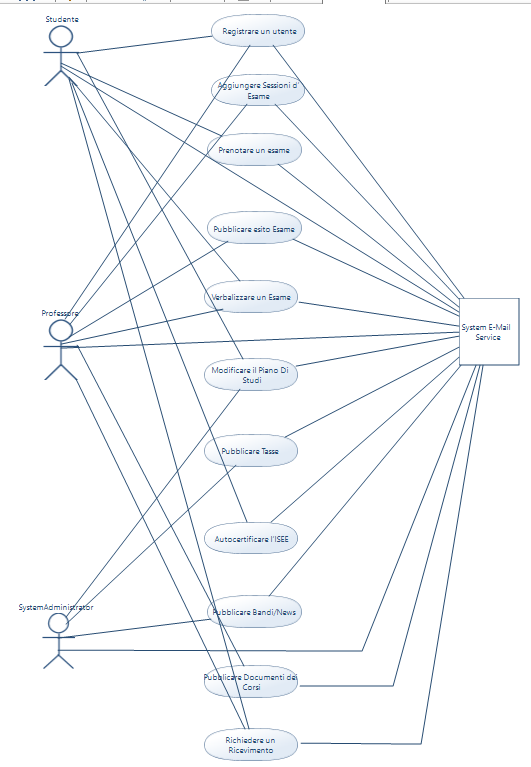 Studente
Registrare un utente
Aggiungere Sessioni d'
Esame
Prenotare un esame
Pubblicare esito Esame
Verbalizzare un Esame
Professore
System E-Mail
Service
Modificare il Piano Di
Studi
Pubblicare Tasse
Autocertificare l'ISEE
SystemAdministrator
Pubblicare Bandi/News
Pubblicare Documenti dei
Corsi
Richiedere un
Ricevimento